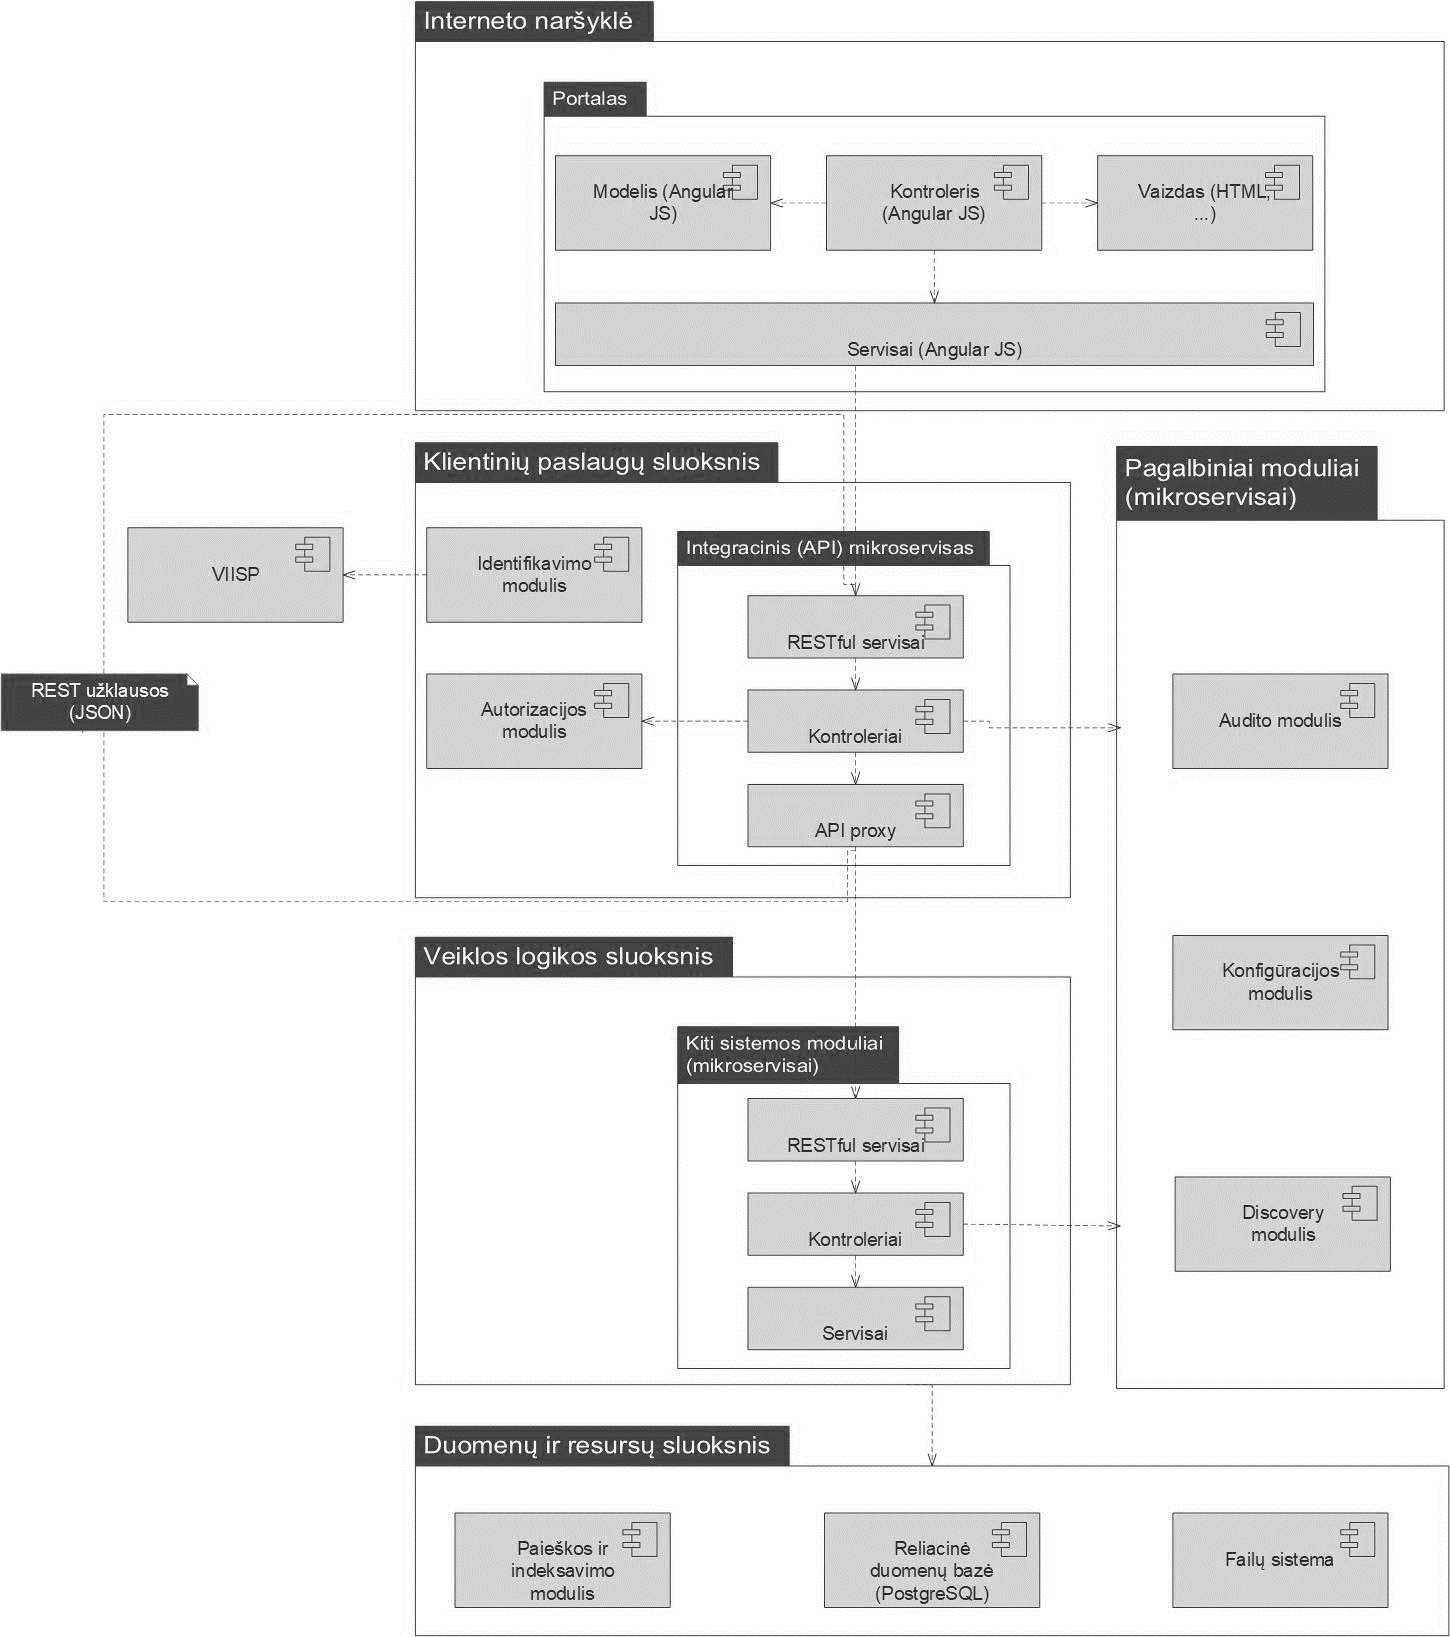 Interneto naršyklė
Portalas
Modelis (Angular
JS)
Kontroleris
(Angular JS)
Vaizdas (HTML,
...)
Servisai (Angular JS)
Klientinių paslaugų sluoksnis
Pagalbiniai moduliai
(mikroservisai)
VIISP
Identifikavimo
modulis
Integracinis (API) mikroservisas
RESTful servisai
REST užklausos
(JSON)
Autorizacijos
modulis
Kontroleriai
Audito modulis
API proxy
Veiklos logikos sluoksnis
Konfigūracijos
modulis
Kiti sistemos moduliai
(mikroservisai)
RESTful servisai
Kontroleriai
Discovery
modulis
Servisai
Duomenų ir resursų sluoksnis
Paieškos ir
indeksavimo
modulis
Reliacinė
duomenų bazė
(PostgreSQL)
Failų sistema